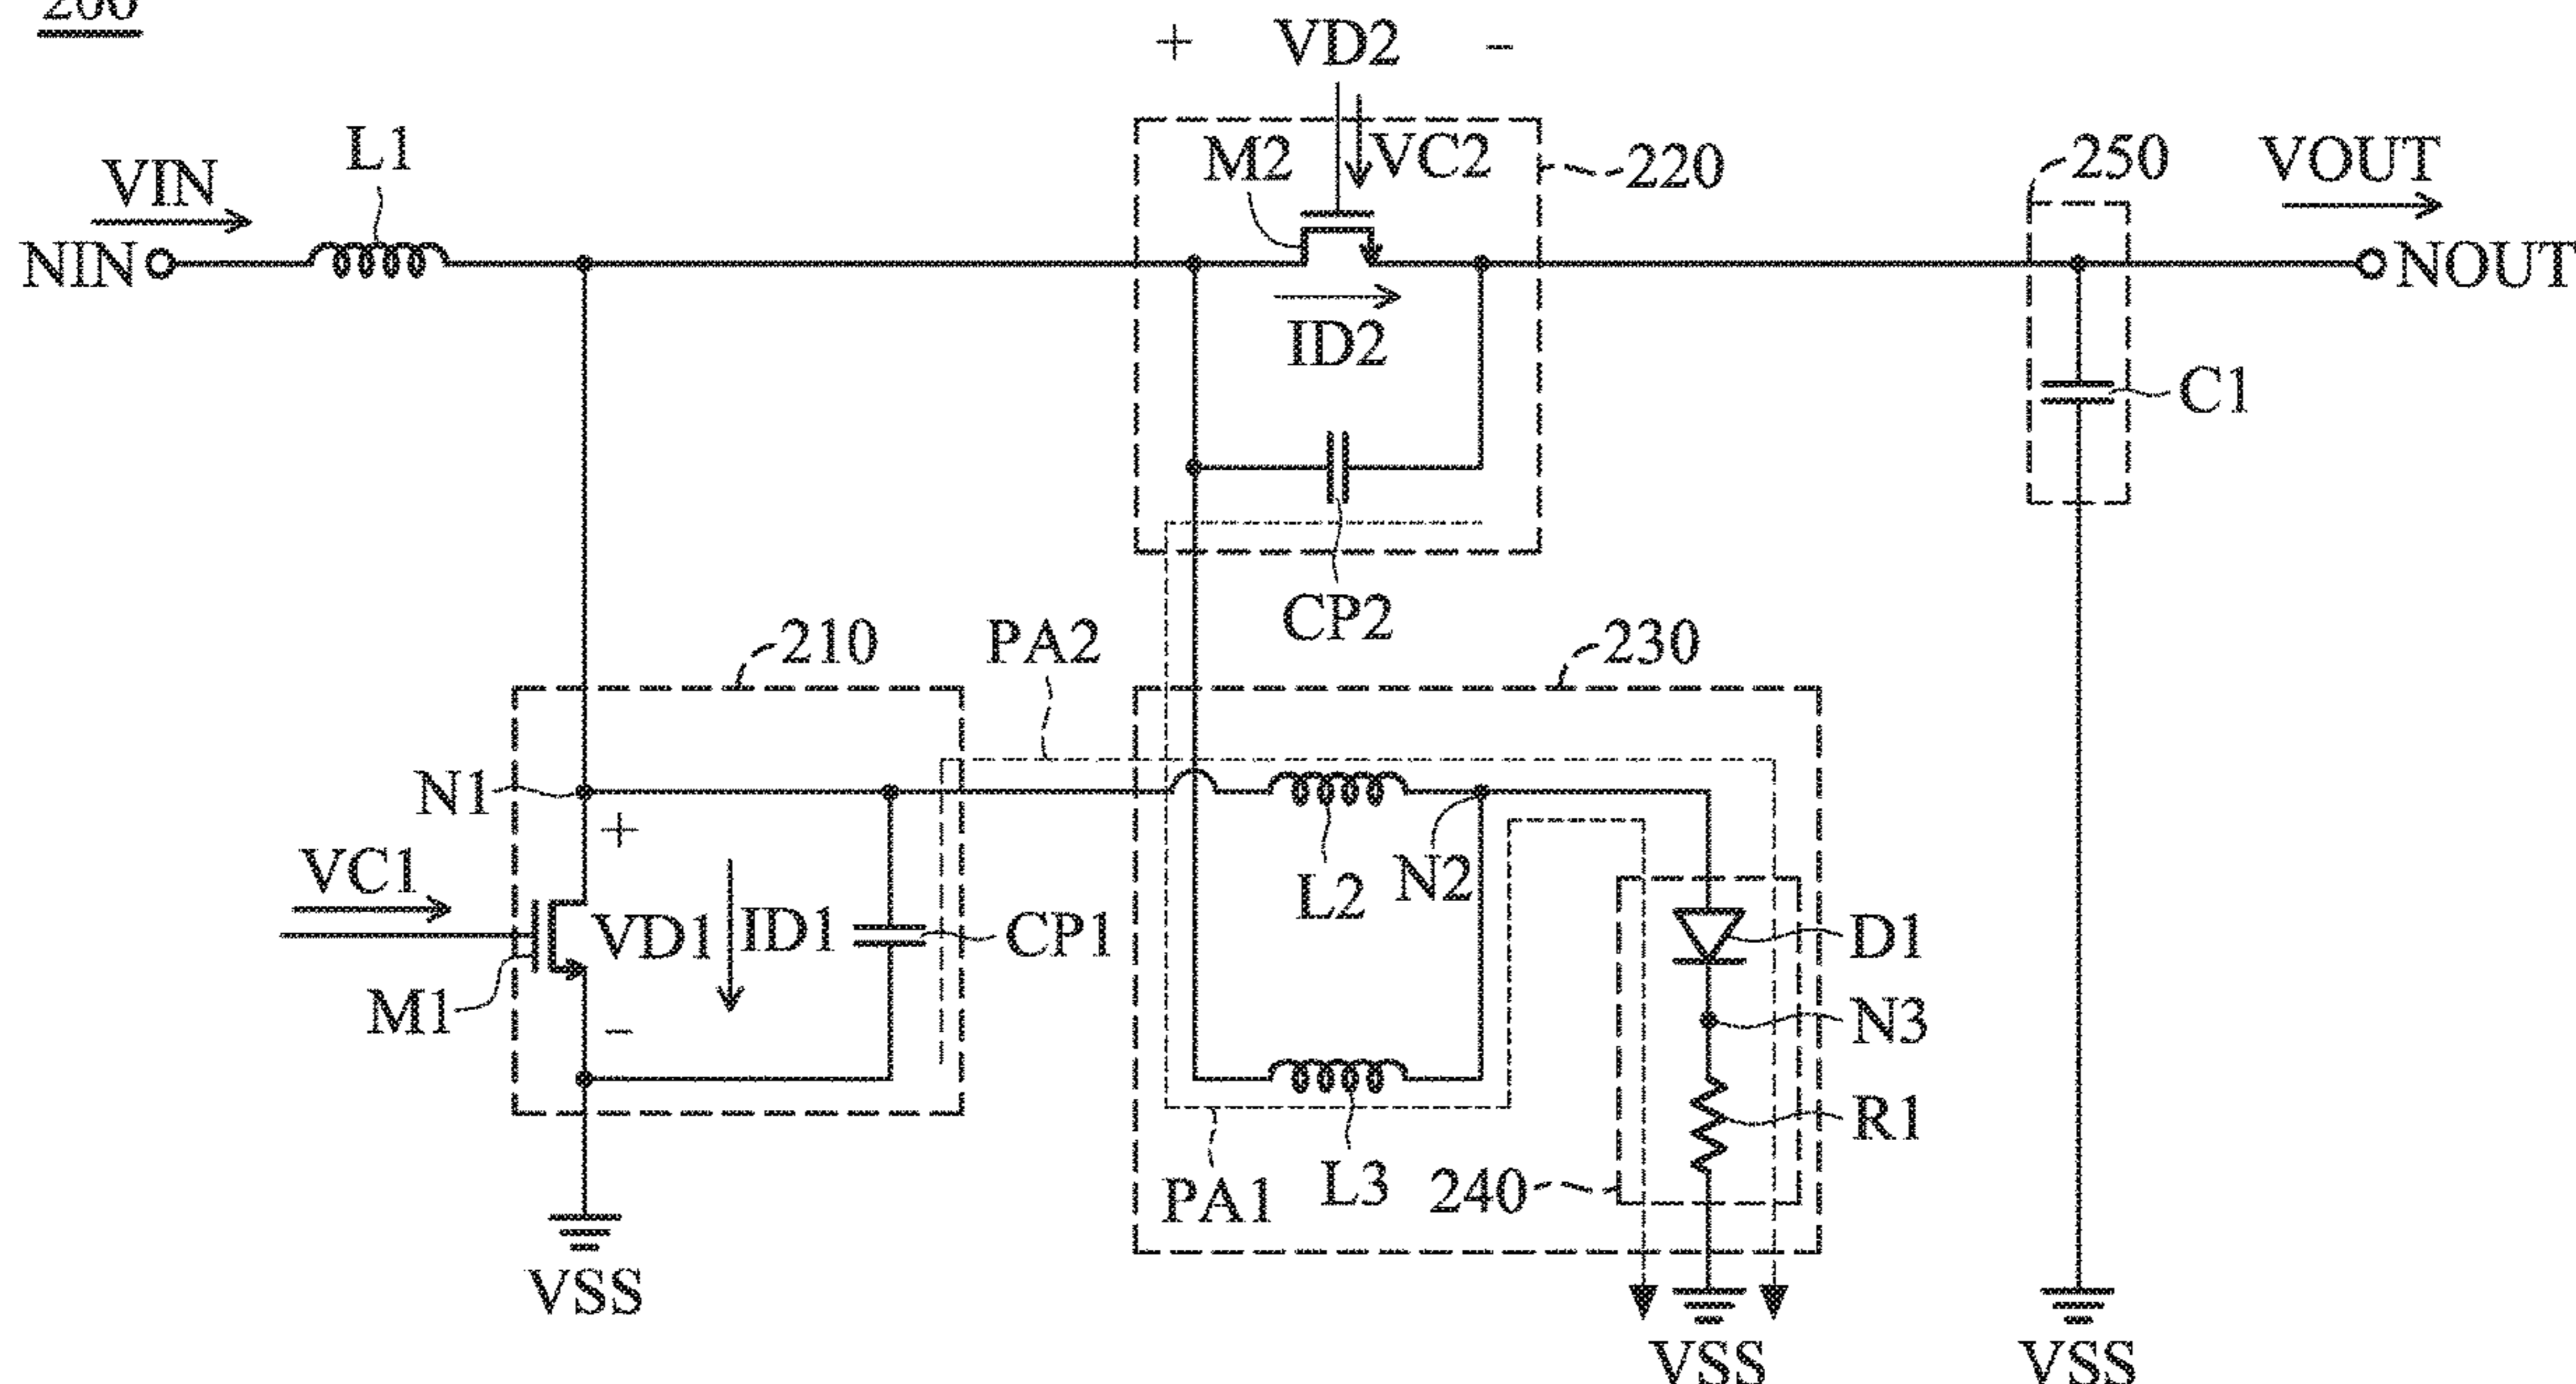 200
+ VD2 −
VIN
L1
M2
VC2
220
250
VOUT
NIN
NOUT
ID2
C1
CP2
210
PA2
230
N1
+
VC1
VD1
ID1
CP1
L2
N2
D1
M1
−
N3
R1
PA1
L3
240
VSS
VSS
VSS